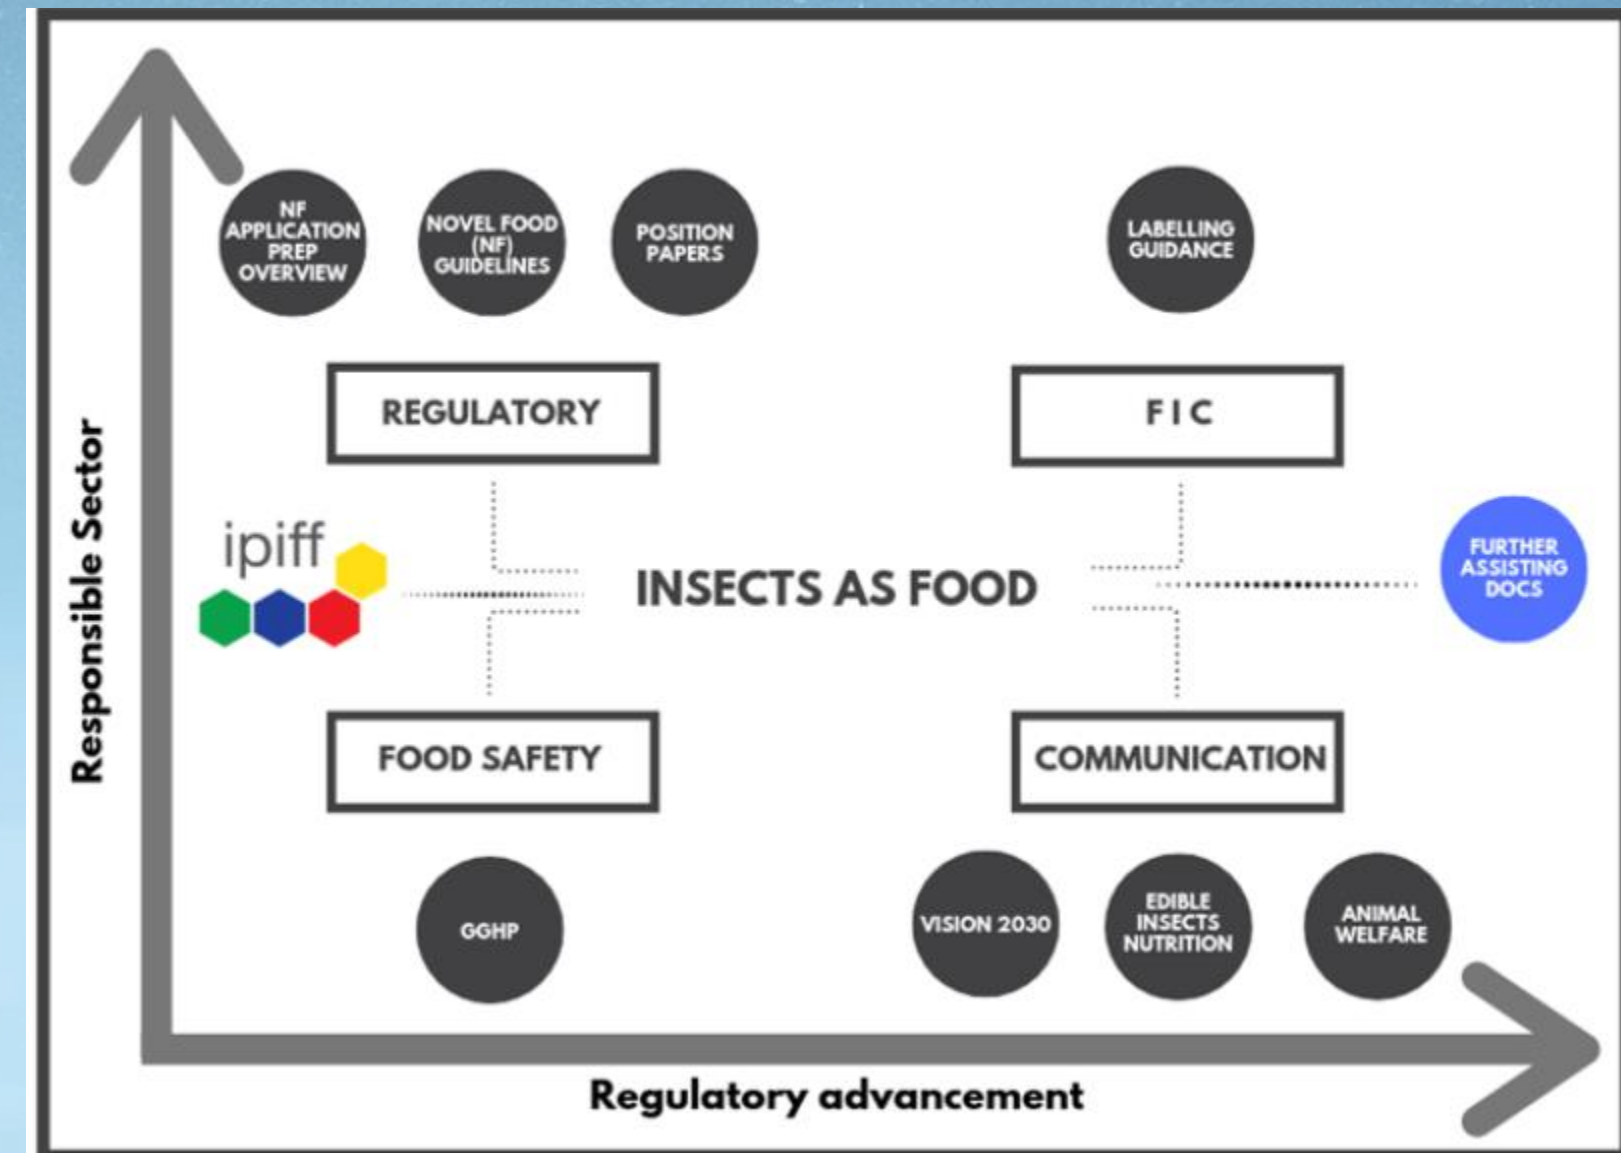 NF
APPLICATION
PREP
OVERVIEW
NOVEL FOOD
(NF)
GUIDELINES
POSITION
PAPERS
LABELLING
GUIDANCE
REGULATORY
F I C
Responsible Sector
ipiff
INSECTS AS FOOD
FURTHER
ASSISTING
DOCS
FOOD SAFETY
COMMUNICATION
GGHP
VISION 2030
EDIBLE
INSECTS
NUTRITION
ANIMAL
WELFARE
Regulatory advancement